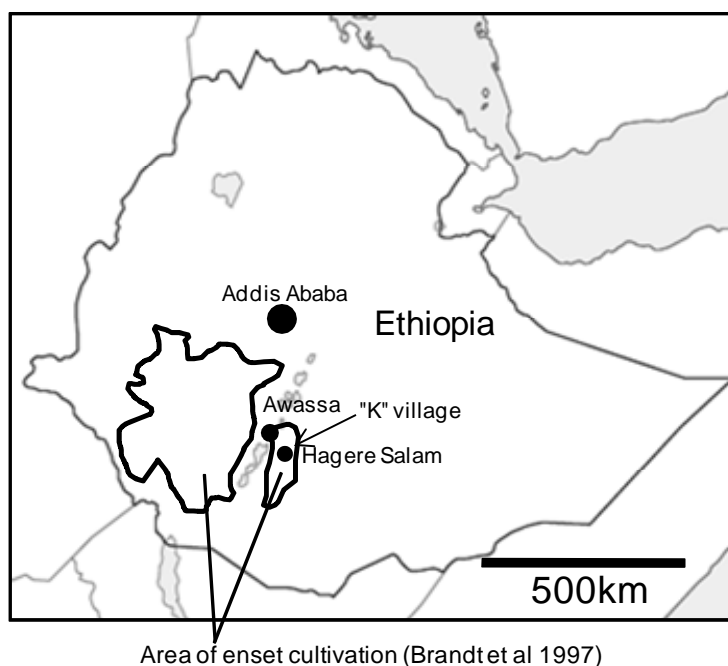 Addis Ababa
Ethiopia
Awassa
"K" village
Hagere Salam
500km
Area of enset cultivation (Brandt et al 1997)